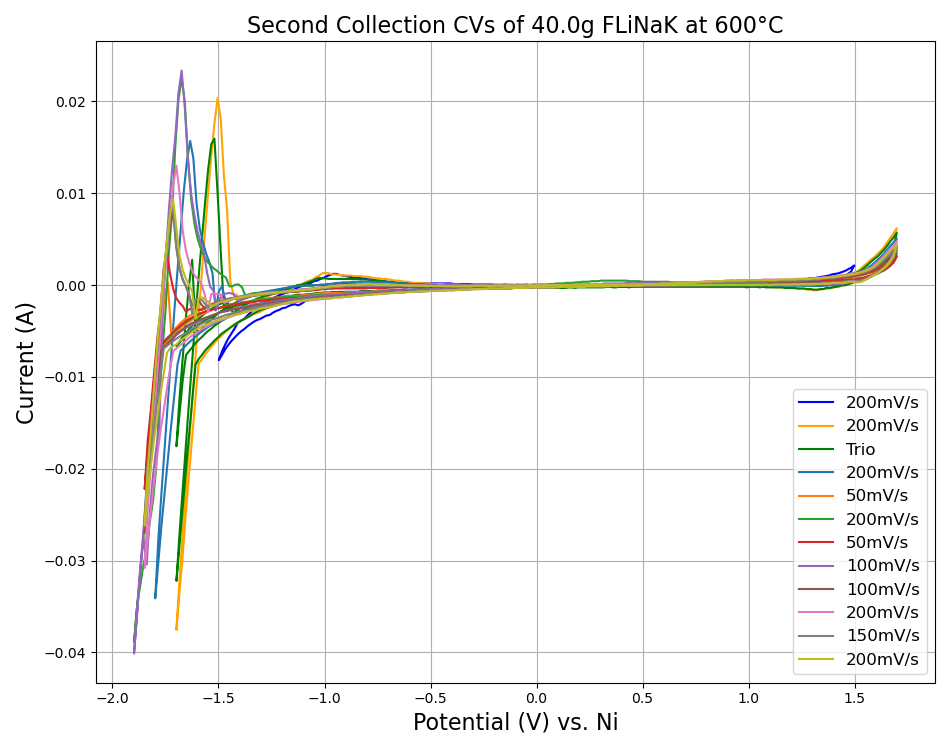 Second Collection CVs of 40.0g FLiNaK at 600°C
Current (A)
0.02
0.01
0.00
−0.01
−0.02
−0.03
−0.04
200mV/s
200mV/s
Trio
200mV/s
50mV/s
200mV/s
50mV/s
100mV/s
100mV/s
200mV/s
150mV/s
200mV/s
−2.0 −1.5 −1.0 −0.5 0.0 0.5 1.0 1.5
Potential (V) vs. Ni